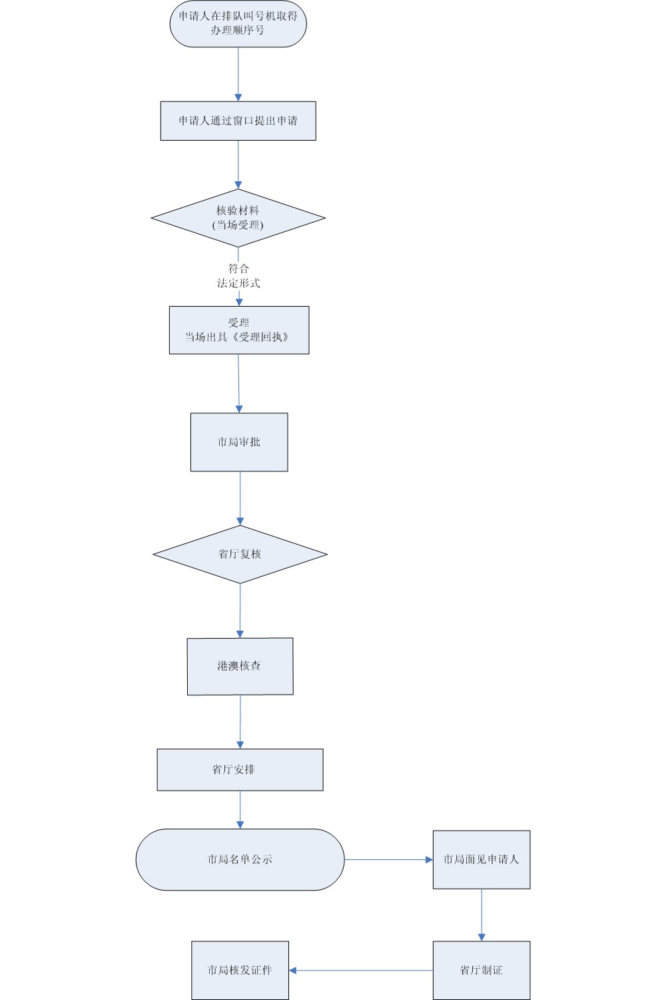 申请人在排队叫号机取得
办理顺序号
申请人通过窗口提出申请
核验材料
(当场受理)
符合
法定形式
受理
当场出具《受理回执》
市局审批
省厅复核
港澳核查
省厅安排
市局名单公示
市局面见申请人
省厅制证
市局核发证件